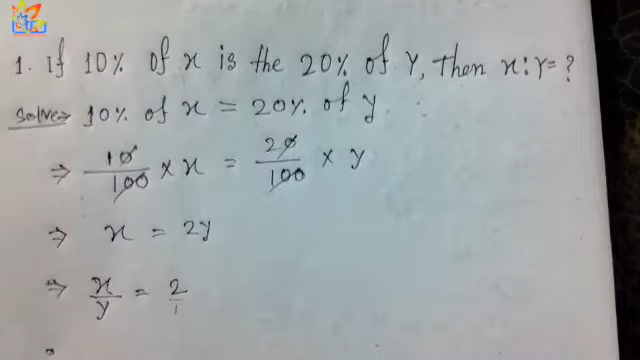 1. If 10% of x is the 20% of Y, Then x:Y=?
Solve⇒ 10% of x = 20% of y
⇒ 10/100 × x = 20/100 × y
⇒ x = 2y
⇒ x/y = 2/1